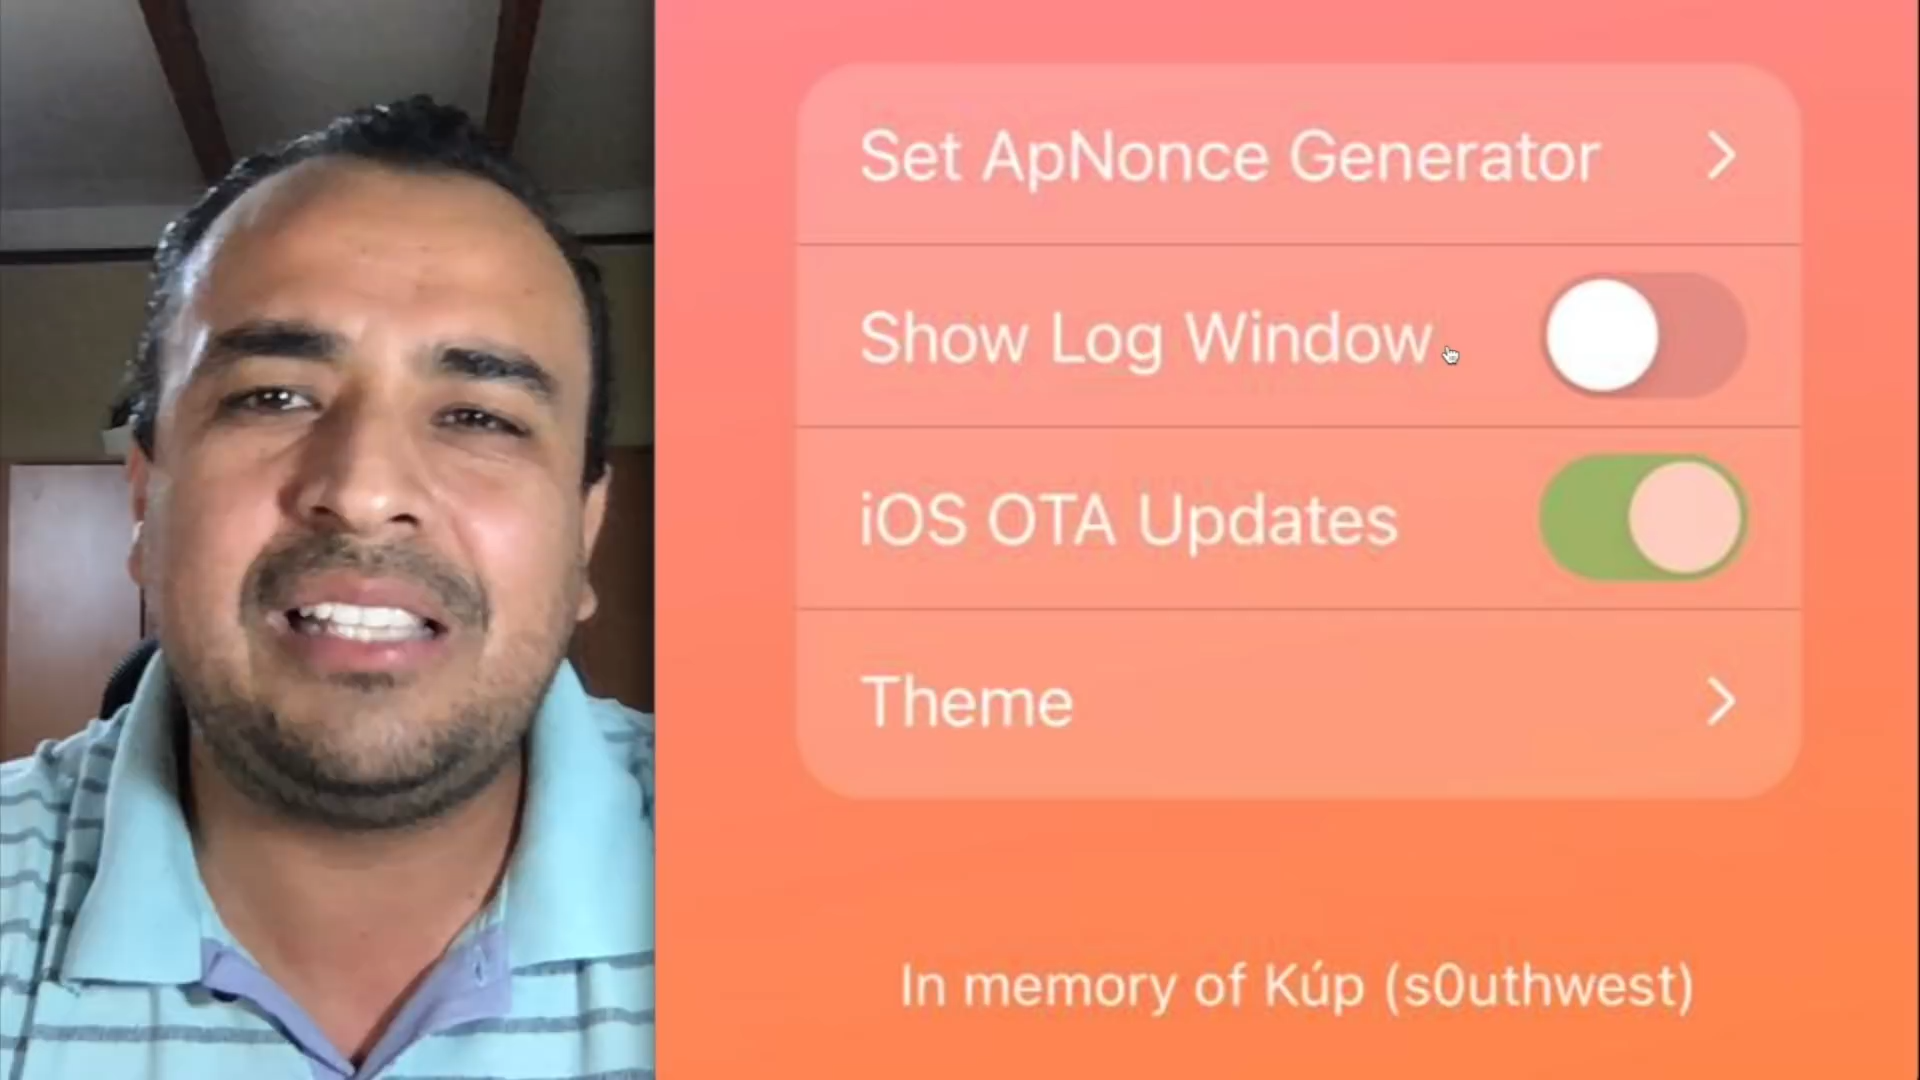 Set ApNonce Generator
Show Log Window
iOS OTA Updates
Theme
In memory of Kúp (s0uthwest)